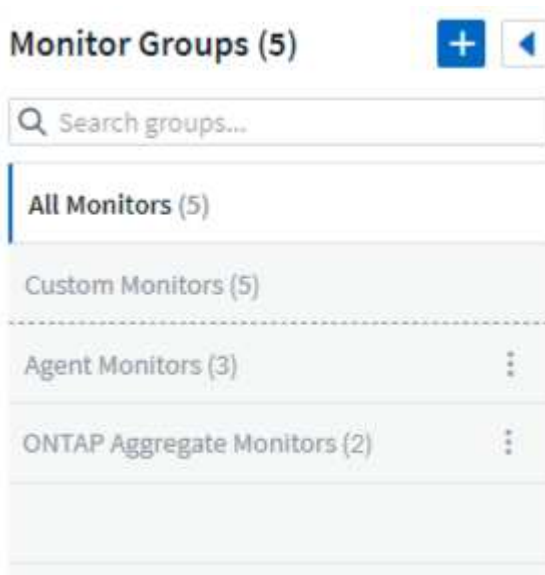 Monitor Groups (5)
Search groups...
All Monitors (5)
Custom Monitors (5)
Agent Monitors (3)
ONTAP Aggregate Monitors (2)